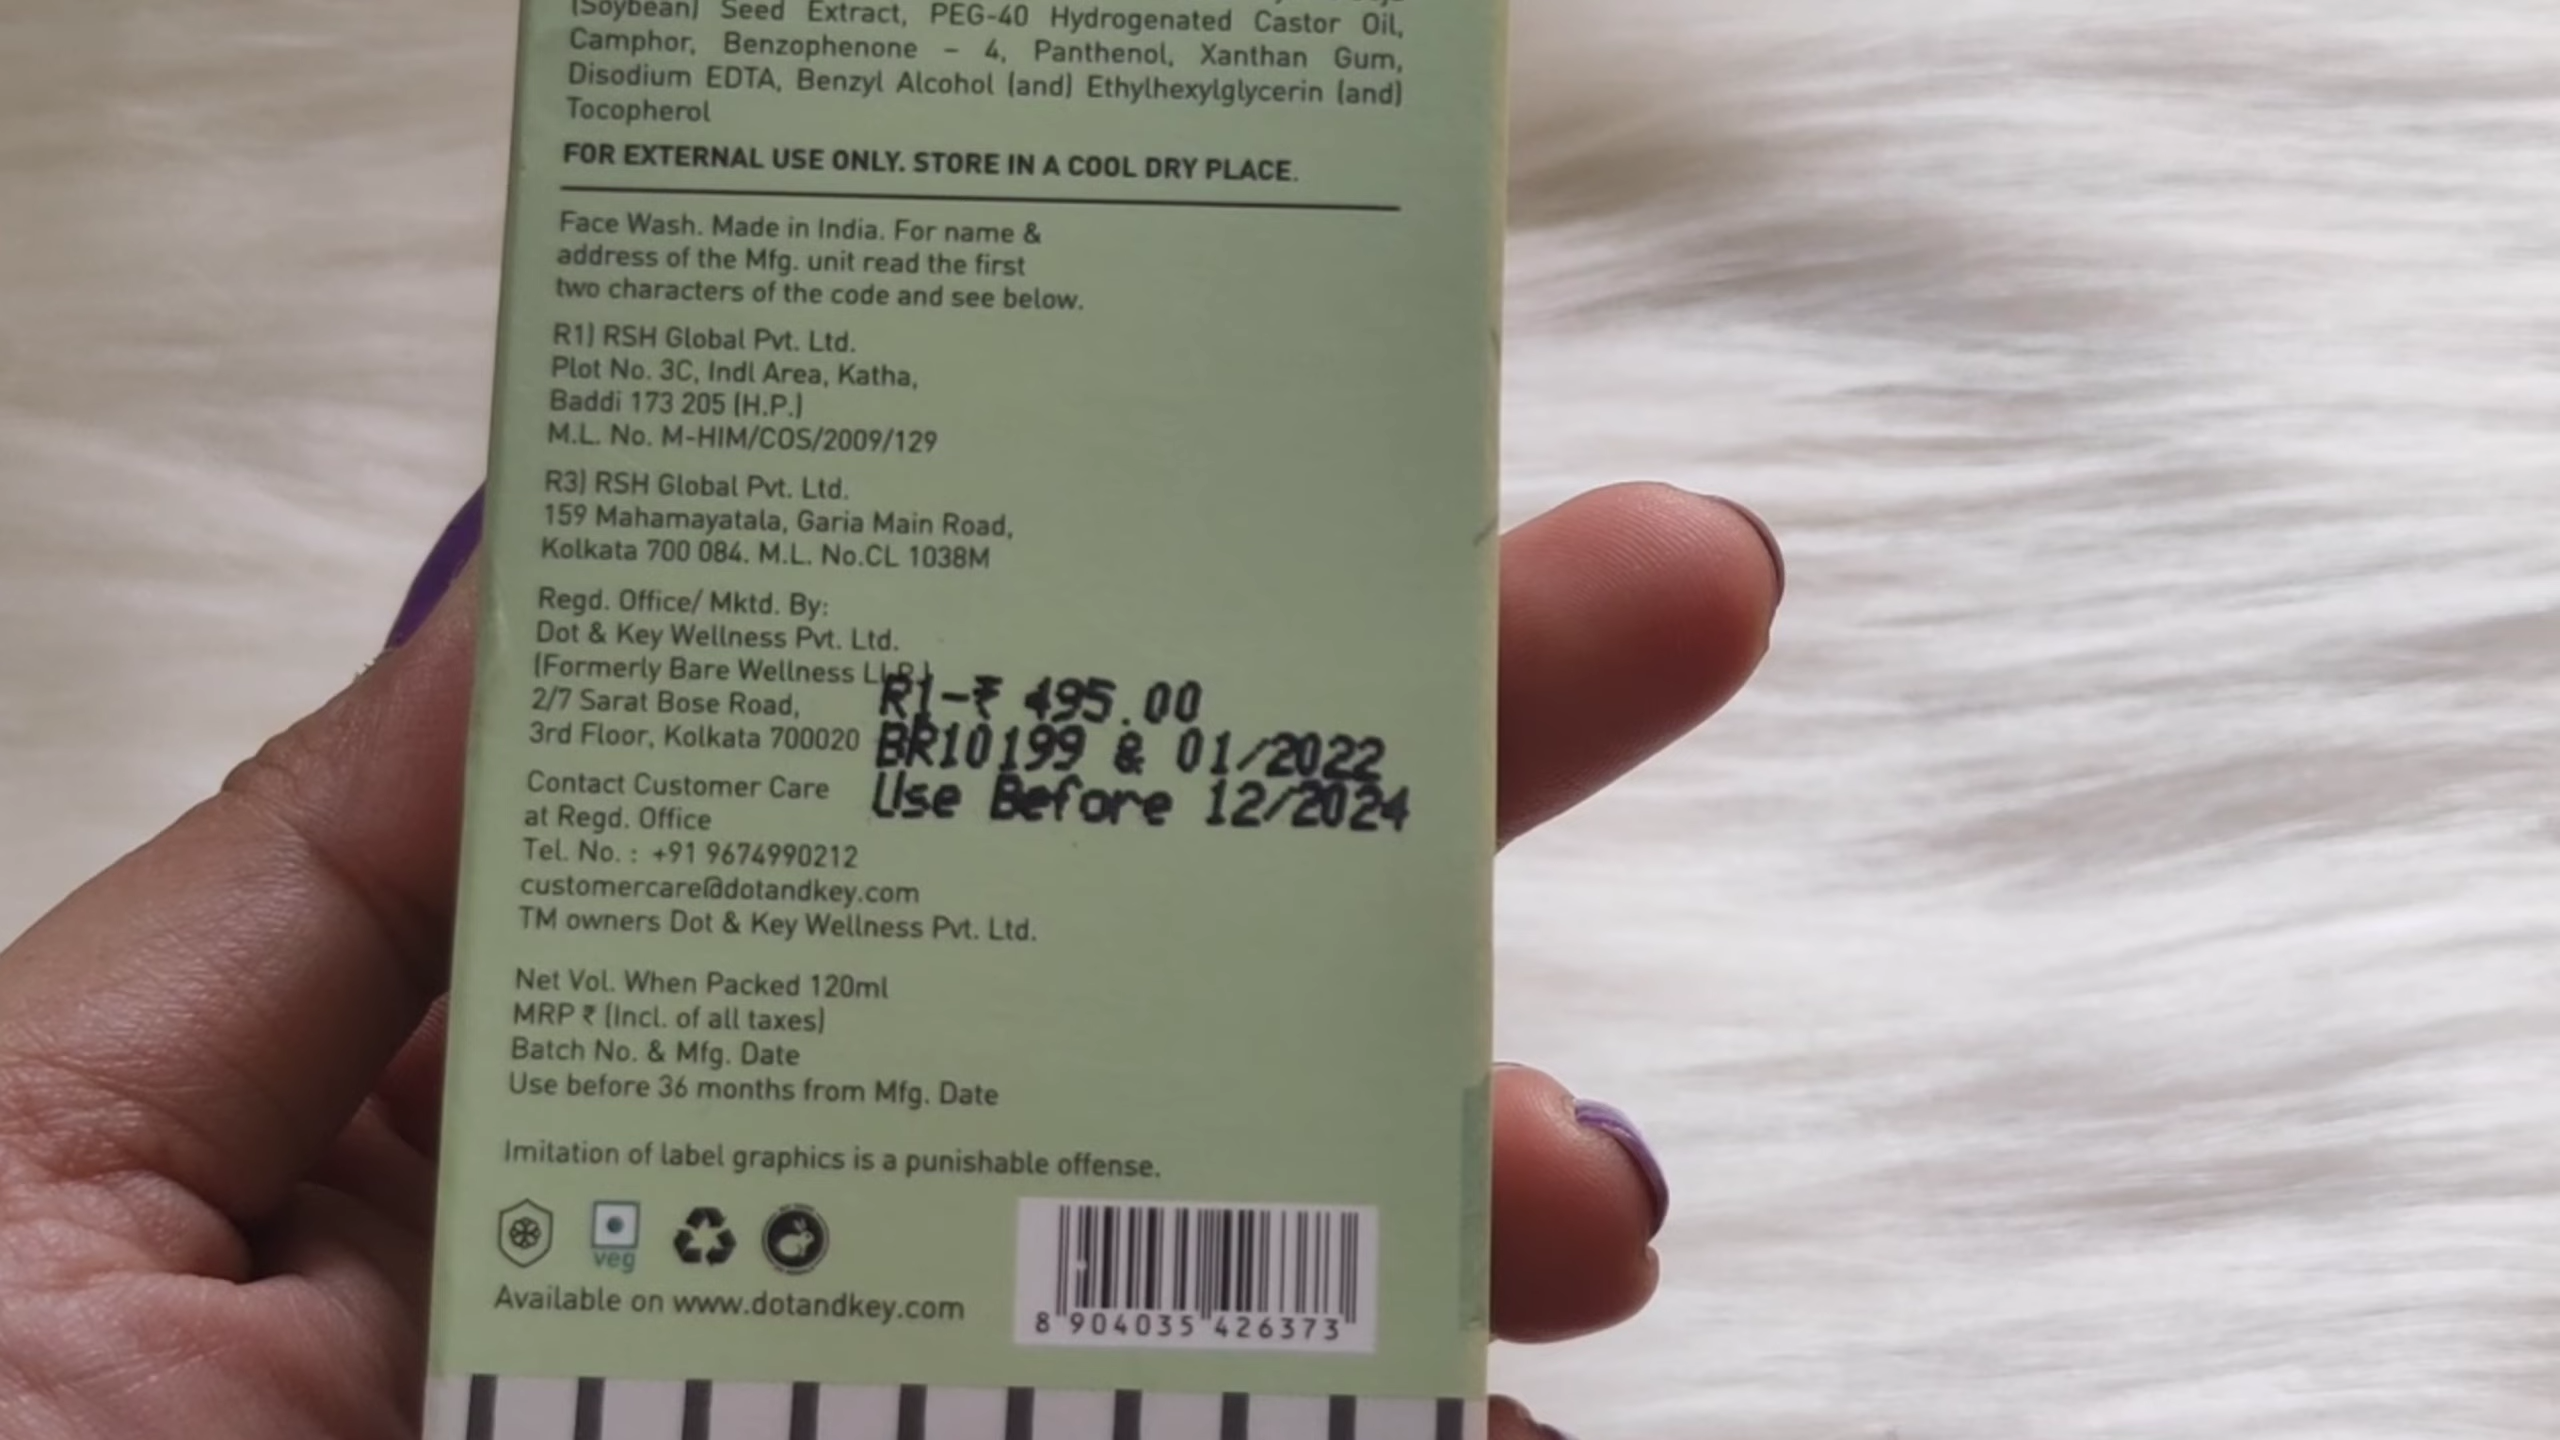 (Soybean) Seed Extract, PEG-40 Hydrogenated Castor Oil,
Camphor, Benzophenone – 4, Panthenol, Xanthan Gum,
Disodium EDTA, Benzyl Alcohol (and) Ethylhexylglycerin (and)
Tocopherol
FOR EXTERNAL USE ONLY. STORE IN A COOL DRY PLACE.
Face Wash. Made in India. For name &
address of the Mfg. unit read the first
two characters of the code and see below.
R1) RSH Global Pvt. Ltd.
Plot No. 3C, Indl Area, Katha,
Baddi 173 205 (H.P.)
M.L. No. M-HIM/COS/2009/129
R3) RSH Global Pvt. Ltd.
159 Mahamayatala, Garia Main Road,
Kolkata 700 084. M.L. No.CL 1038M
Regd. Office/ Mktd. By:
Dot & Key Wellness Pvt. Ltd.
(Formerly Bare Wellness LLP.)
2/7 Sarat Bose Road,
3rd Floor, Kolkata 700020
R1-₹ 495.00
BR10199 & 01/2022
Use Before 12/2024
Contact Customer Care
at Regd. Office
Tel. No. : +91 9674990212
customercare@dotandkey.com
TM owners Dot & Key Wellness Pvt. Ltd.
Net Vol. When Packed 120ml
MRP ₹ (Incl. of all taxes)
Batch No. & Mfg. Date
Use before 36 months from Mfg. Date
Imitation of label graphics is a punishable offense.
veg
Available on www.dotandkey.com
8 904035 426373